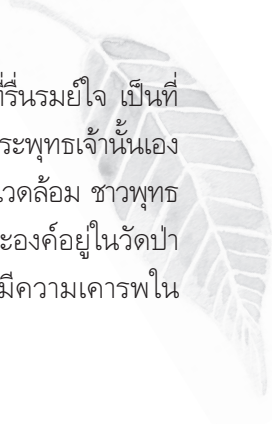 ที่รื่นรมย์ใจ เป็นที่
ระพุทธเจ้านั้นเอง
แวดล้อม ชาวพุทธ
ะองค์อยู่ในวัดป่า
มีความเคารพใน